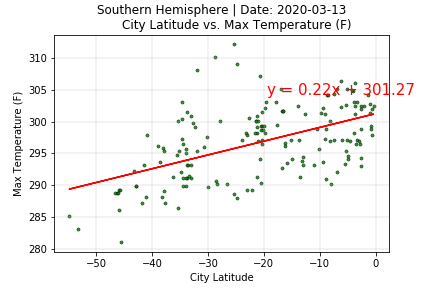 Southern Hemisphere | Date: 2020-03-13
City Latitude vs. Max Temperature (F)
y = 0.22x + 301.27
Max Temperature (F)
310
305
300
295
290
285
280
−50
−40
−30
−20
−10
0
City Latitude